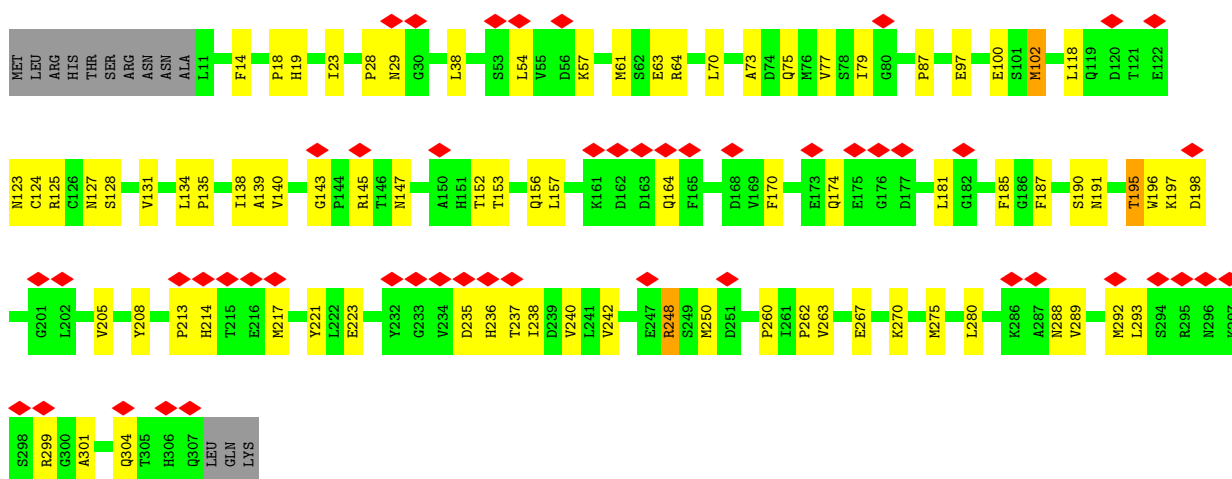 MET LEU ARG HIS THR SER ARG ASN ASN ALA L11 F14 P18 H19 I23 P28 N29 G30 L38 S53 L54 V55 D56 K57 M61 S62 E63 R64 L70 A73 D74 Q75 M76 V77 S78 I79 G80 P87 E97 E100 S101 M102 L118 Q119 D120 T121 E122
N123 C124 R125 C126 N127 S128 V131 L134 P135 I138 A139 V140 G143 P144 R145 T146 N147 A150 H151 T152 T153 Q156 L157 K161 D162 D163 Q164 F165 D168 V169 F170 E173 Q174 E175 G176 D177 L181 G182 F185 G186 F187 S190 N191 T195 W196 K197 D198
G201 L202 V205 Y208 P213 H214 T215 E216 M217 Y221 L222 E223 Y232 G233 V234 D235 H236 T237 I238 D239 V240 L241 V242 E247 R248 S249 M250 D251 P260 I261 P262 V263 E267 K270 M275 L280 K286 A287 N288 V289 M292 L293 S294 R295 N296
S298 R299 G300 A301 Q304 T305 H306 Q307 LEU GLN LYS